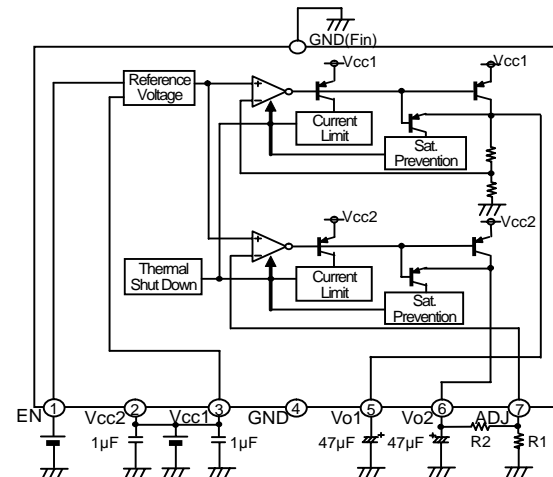 GND(Fin)
Vcc1
Vcc1
Reference
Voltage
+
−
Current
Limit
Sat.
Prevention
Vcc2
Vcc2
+
−
Thermal
Shut Down
Current
Limit
Sat.
Prevention
1
2
3
4
5
6
7
EN
Vcc2
Vcc1
GND
Vo1
Vo2
ADJ
1µF
1µF
47µF
+
47µF
+
R2
R1